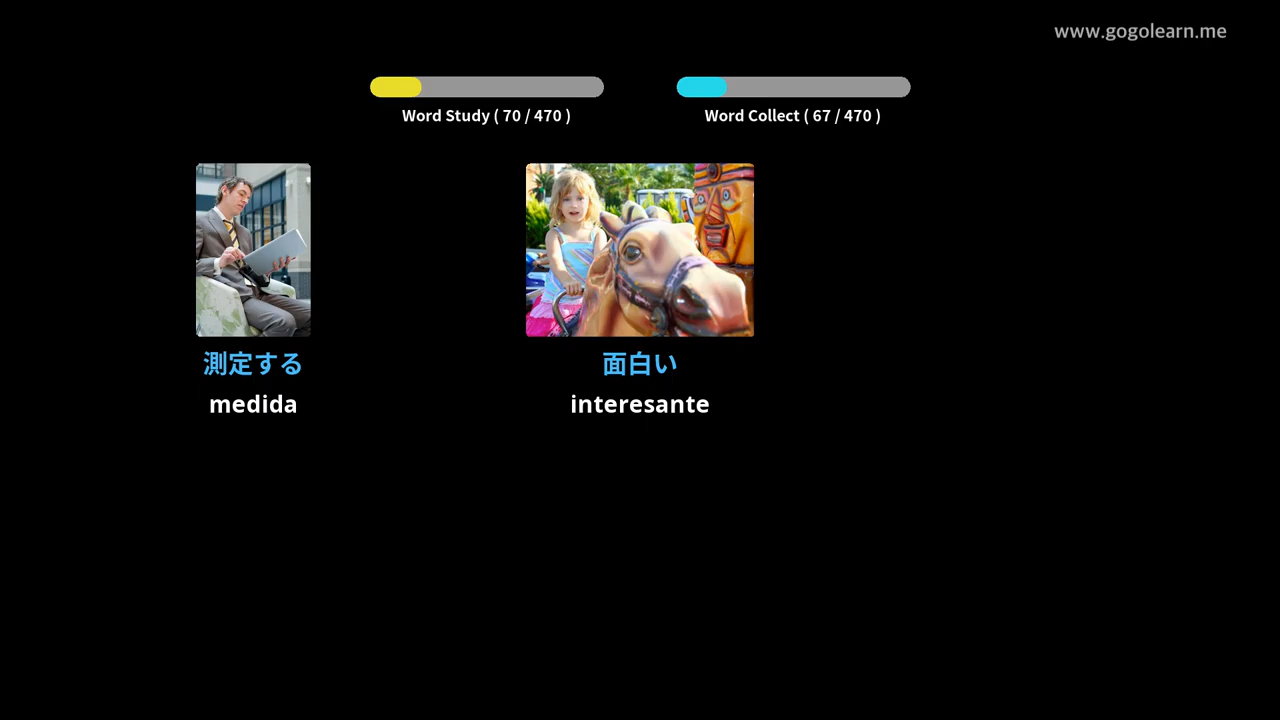 www.gogolearn.me
Word Study ( 70 / 470 )
Word Collect ( 67 / 470 )
測定する
medida
面白い
interesante